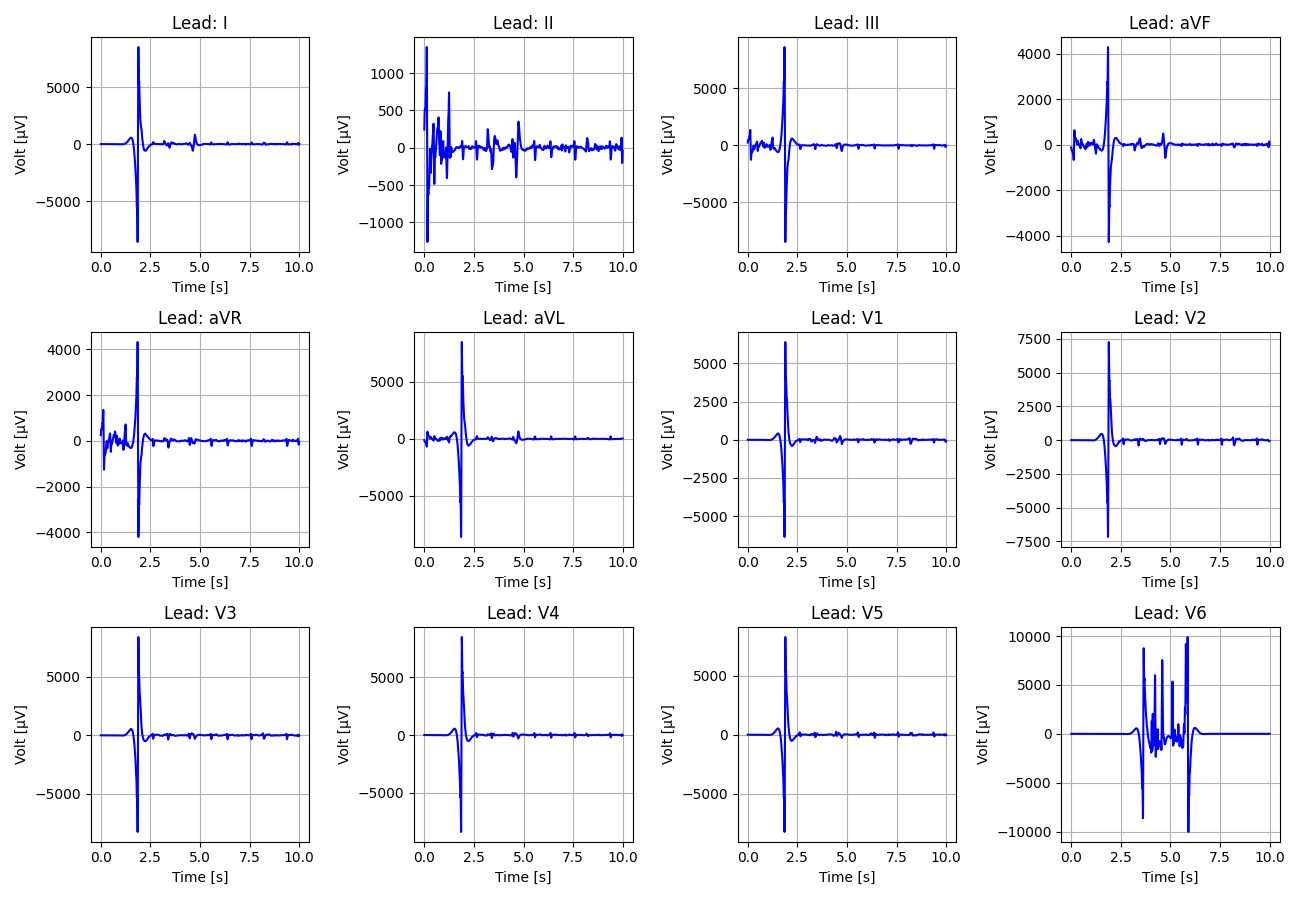 Lead: I
Volt [µV]
5000
0
−5000
0.0 2.5 5.0 7.5 10.0
Time [s]
Lead: II
Volt [µV]
1000
500
0
−500
−1000
0.0 2.5 5.0 7.5 10.0
Time [s]
Lead: III
Volt [µV]
5000
0
−5000
0.0 2.5 5.0 7.5 10.0
Time [s]
Lead: aVF
Volt [µV]
4000
2000
0
−2000
−4000
0.0 2.5 5.0 7.5 10.0
Time [s]
Lead: aVR
Volt [µV]
4000
2000
0
−2000
−4000
0.0 2.5 5.0 7.5 10.0
Time [s]
Lead: aVL
Volt [µV]
5000
0
−5000
0.0 2.5 5.0 7.5 10.0
Time [s]
Lead: V1
Volt [µV]
5000
2500
0
−2500
−5000
0.0 2.5 5.0 7.5 10.0
Time [s]
Lead: V2
Volt [µV]
7500
5000
2500
0
−2500
−5000
−7500
0.0 2.5 5.0 7.5 10.0
Time [s]
Lead: V3
Volt [µV]
5000
0
−5000
0.0 2.5 5.0 7.5 10.0
Time [s]
Lead: V4
Volt [µV]
5000
0
−5000
0.0 2.5 5.0 7.5 10.0
Time [s]
Lead: V5
Volt [µV]
5000
0
−5000
0.0 2.5 5.0 7.5 10.0
Time [s]
Lead: V6
Volt [µV]
10000
5000
0
−5000
−10000
0.0 2.5 5.0 7.5 10.0
Time [s]